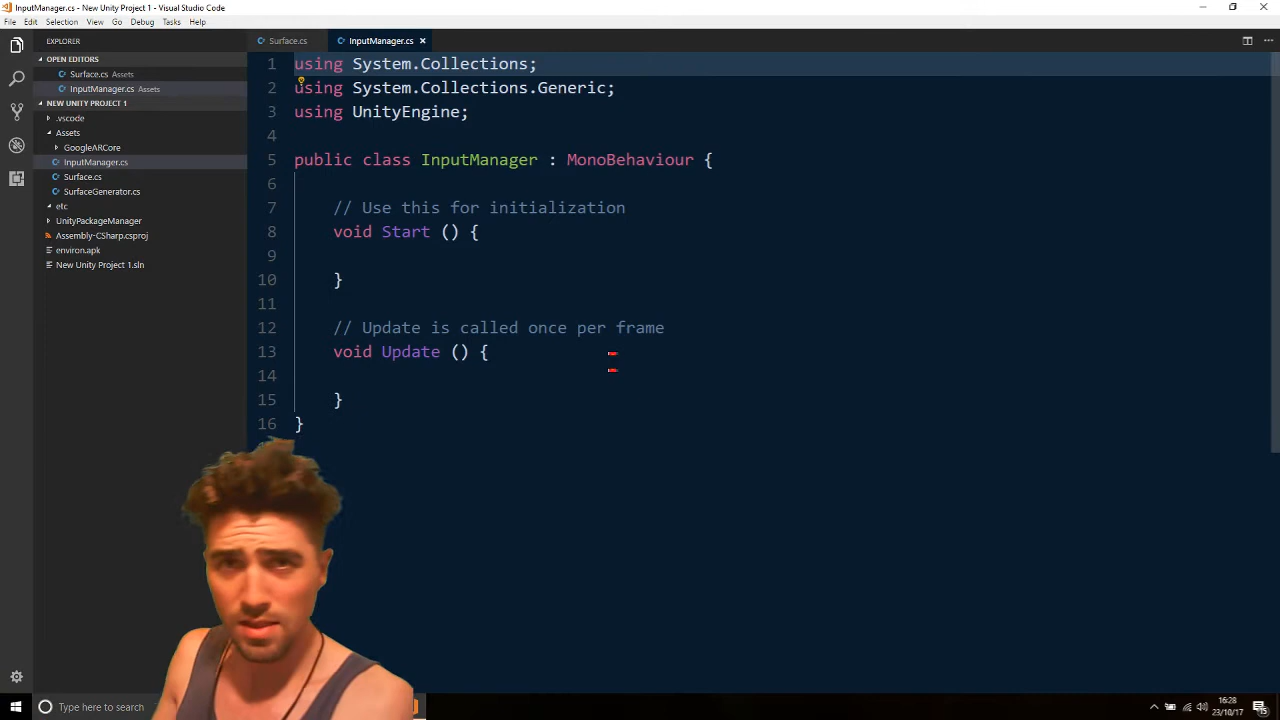 InputManager.cs - New Unity Project 1 - Visual Studio Code
File Edit Selection View Go Debug Tasks Help
EXPLORER
OPEN EDITORS
Surface.cs Assets
InputManager.cs Assets
NEW UNITY PROJECT 1
.vscode
Assets
GoogleARCore
InputManager.cs
Surface.cs
SurfaceGenerator.cs
etc
UnityPackageManager
Assembly-CSharp.csproj
environ.apk
New Unity Project 1.sln
Surface.cs InputManager.cs
1 using System.Collections;
2 using System.Collections.Generic;
3 using UnityEngine;
4
5 public class InputManager : MonoBehaviour {
6
7 // Use this for initialization
8 void Start () {
9
10 }
11
12 // Update is called once per frame
13 void Update () {
14
15 }
16 }
Type here to search
16:28
23/10/17